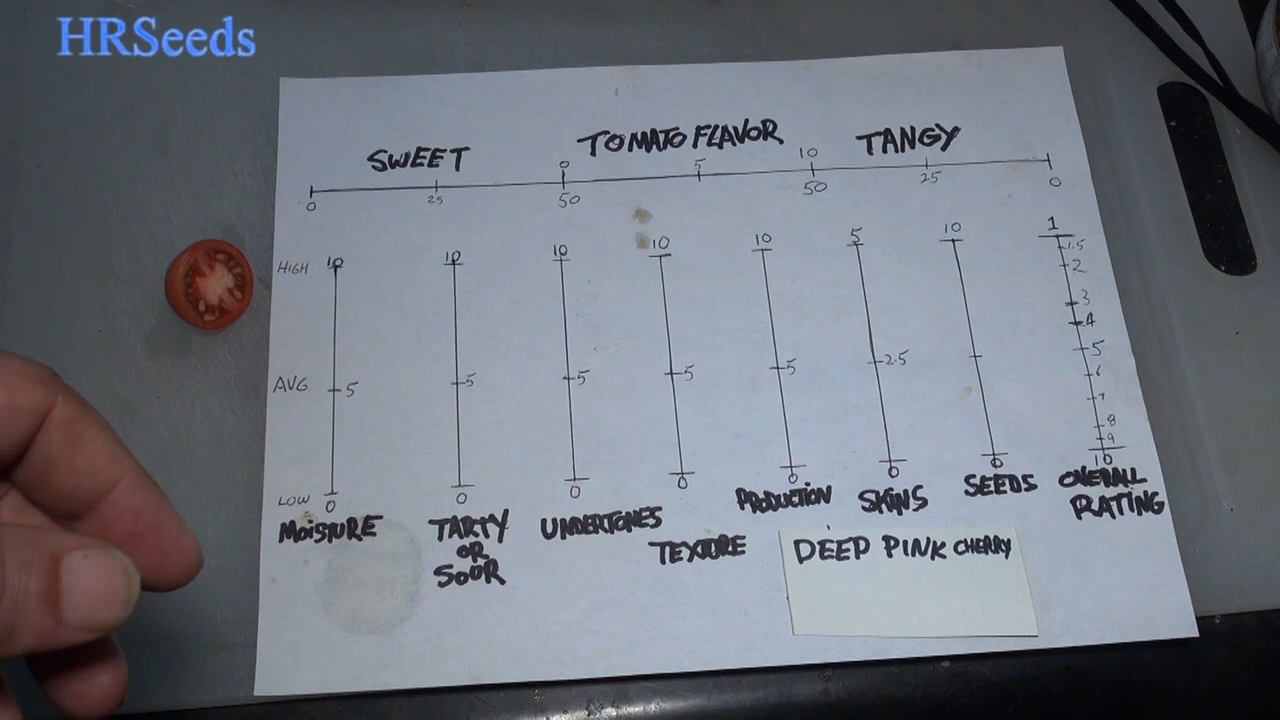 HRSeeds
SWEET
TOMATO FLAVOR
TANGY
0 5 10
0 25 50 50 25 0
HIGH 10 10 10 10 10 5 10 1
1.5
2
3
4
AVG 5 5 5 5 5 2.5 5
6
7
8
9
LOW 0 0 0 0 0 0 0 10
MOISTURE
TARTY
OR
SOUR
UNDERTONES
TEXTURE
PRODUCTION
SKINS
SEEDS
OVERALL
RATING
DEEP PINK CHERRY